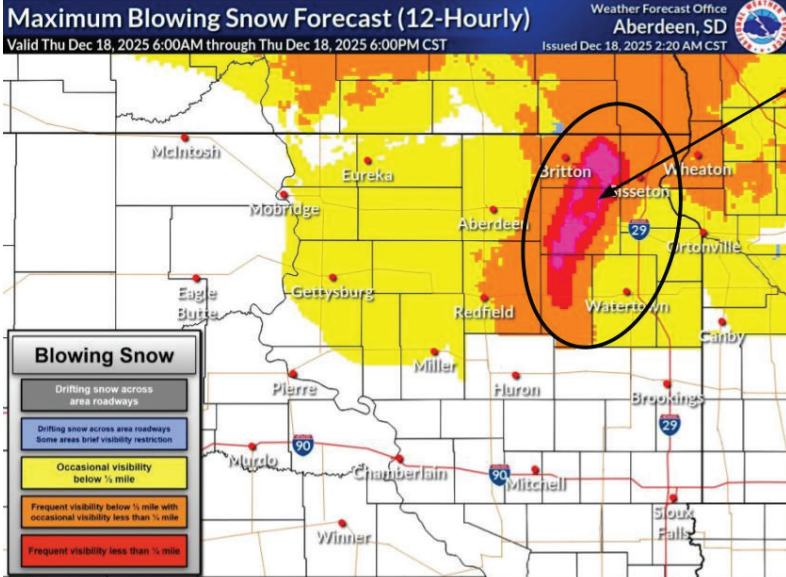 Maximum Blowing Snow Forecast (12-Hourly)
Valid Thu Dec 18, 2025 6:00AM through Thu Dec 18, 2025 6:00PM CST
Weather Forecast Office
Aberdeen, SD
Issued Dec 18, 2025 2:20 AM CST
McIntosh
Eureka
Britton
Sisseton
Wheaton
Mobridge
Aberdeen
29
Ortonville
Eagle
Butte
Gettysburg
Redfield
Watertown
Canby
Miller
Pierre
Huron
Brookings
29
90
Murdo
Chamberlain
90
Mitchell
Sioux
Falls
Winner
Blowing Snow
Drifting snow across
area roadways
Drifting snow across area roadways
Some areas brief visibility restriction
Occasional visibility
below ½ mile
Frequent visibility below ½ mile with
occasional visibility less than ¼ mile
Frequent visibility less than ¼ mile